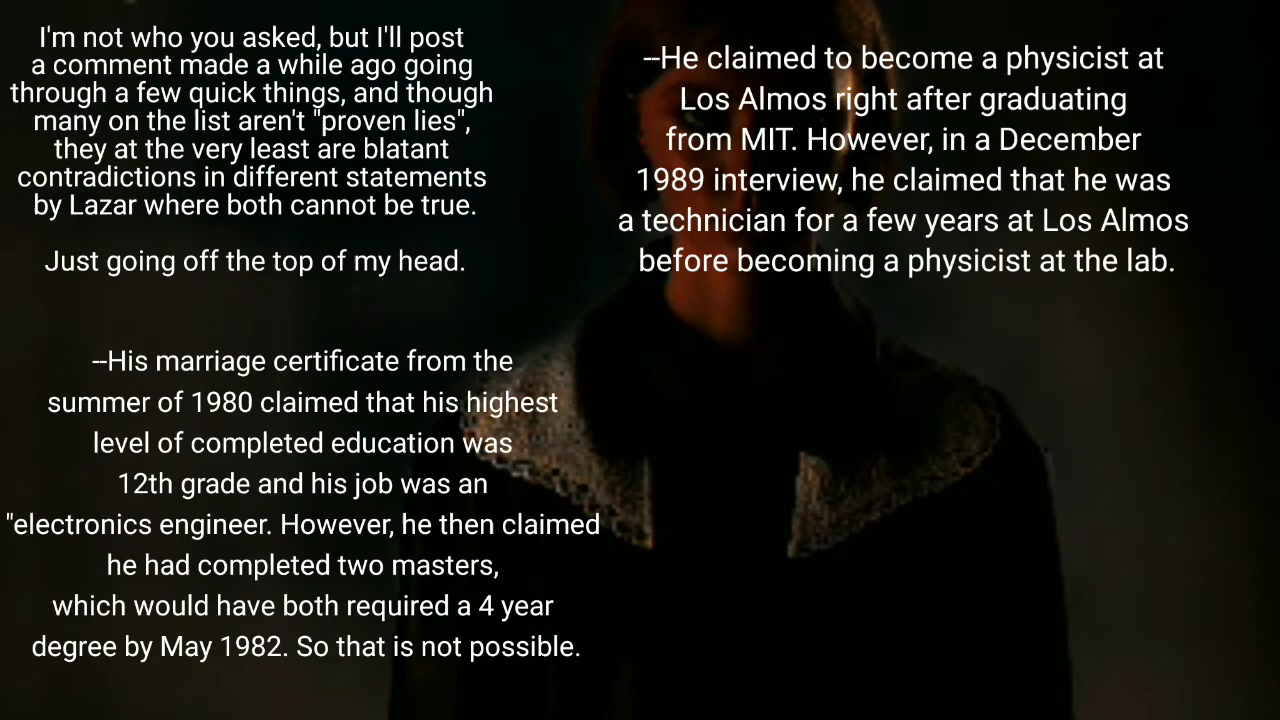 I'm not who you asked, but I'll post
a comment made a while ago going
through a few quick things, and though
many on the list aren't "proven lies",
they at the very least are blatant
contradictions in different statements
by Lazar where both cannot be true.
Just going off the top of my head.
--His marriage certificate from the
summer of 1980 claimed that his highest
level of completed education was
12th grade and his job was an
"electronics engineer. However, he then claimed
he had completed two masters,
which would have both required a 4 year
degree by May 1982. So that is not possible.
--He claimed to become a physicist at
Los Almos right after graduating
from MIT. However, in a December
1989 interview, he claimed that he was
a technician for a few years at Los Almos
before becoming a physicist at the lab.